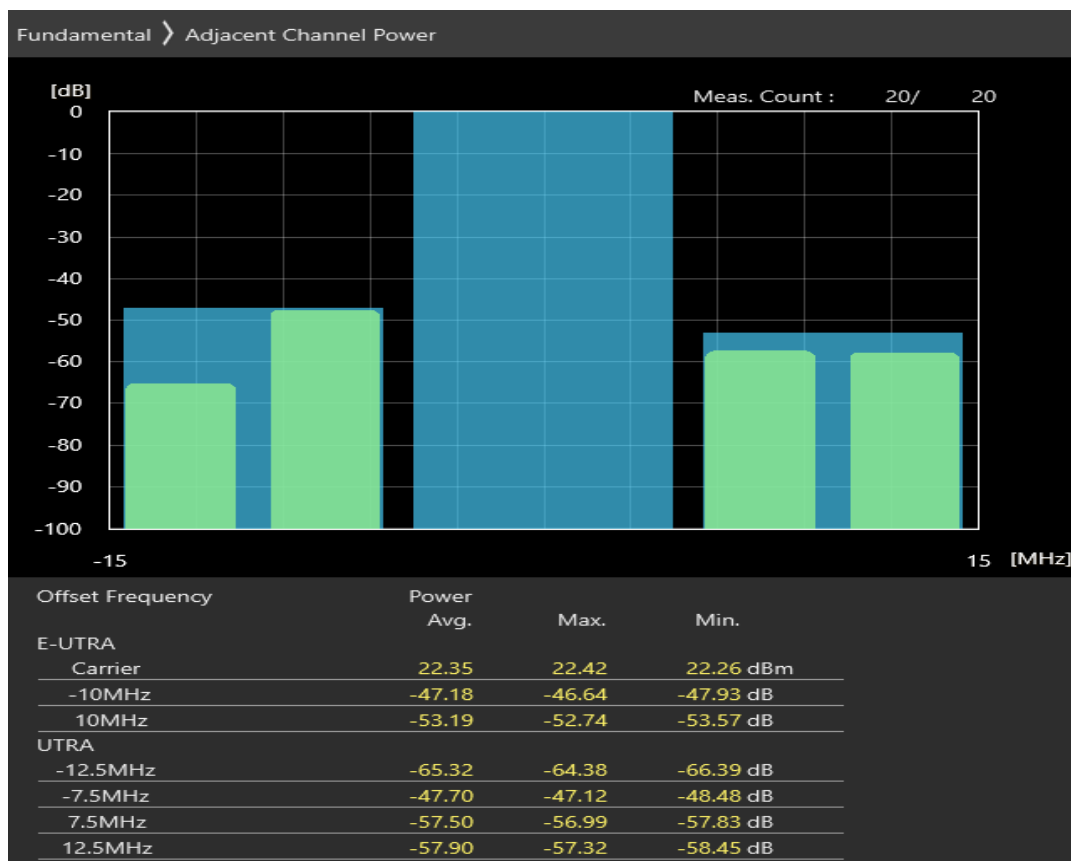 Fundamental 〉 Adjacent Channel Power
[dB]
Meas. Count : 20/ 20
0
-10
-20
-30
-40
-50
-60
-70
-80
-90
-100
-15 15 [MHz]
Offset Frequency Power
Avg. Max. Min.
E-UTRA
Carrier 22.35 22.42 22.26 dBm
-10MHz -47.18 -46.64 -47.93 dB
10MHz -53.19 -52.74 -53.57 dB
UTRA
-12.5MHz -65.32 -64.38 -66.39 dB
-7.5MHz -47.70 -47.12 -48.48 dB
7.5MHz -57.50 -56.99 -57.83 dB
12.5MHz -57.90 -57.32 -58.45 dB